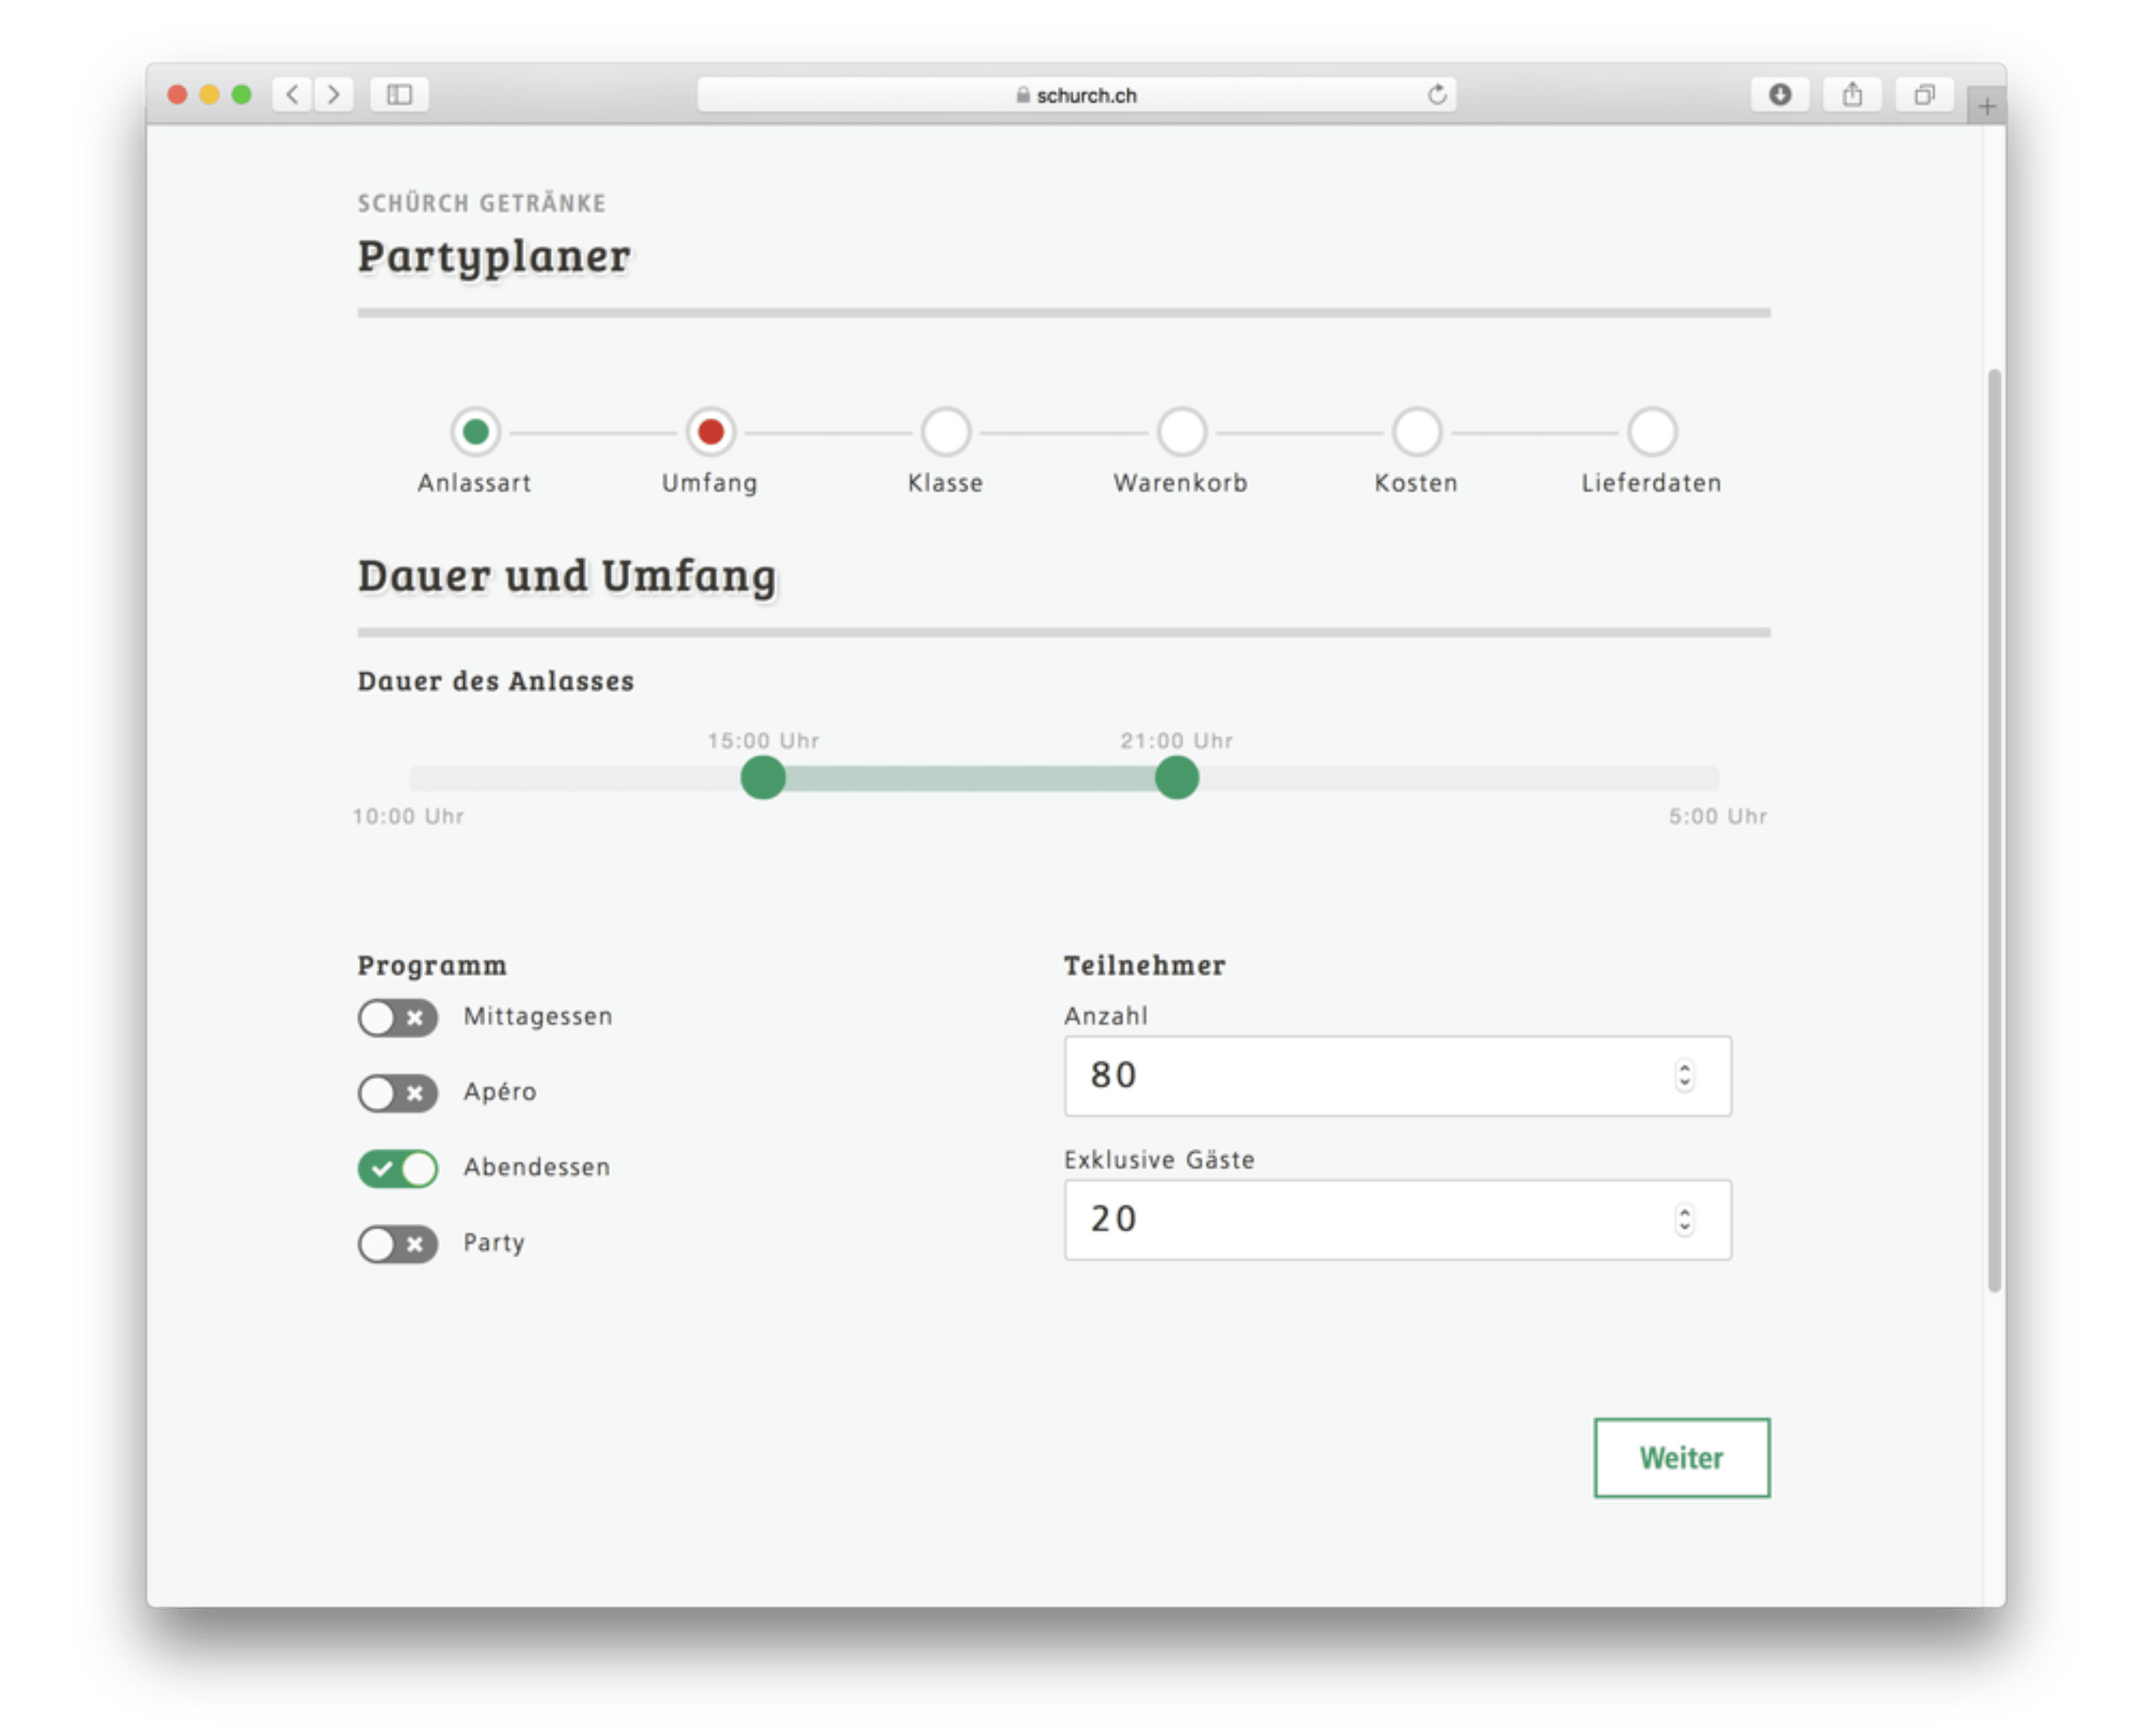 schurch.ch
SCHÜRCH GETRÄNKE
Partyplaner
Anlassart Umfang Klasse Warenkorb Kosten Lieferdaten
Dauer und Umfang
Dauer des Anlasses
15:00 Uhr 21:00 Uhr
10:00 Uhr 5:00 Uhr
Programm
Mittagessen
Apéro
Abendessen
Party
Teilnehmer
Anzahl
80
Exklusive Gäste
20
Weiter